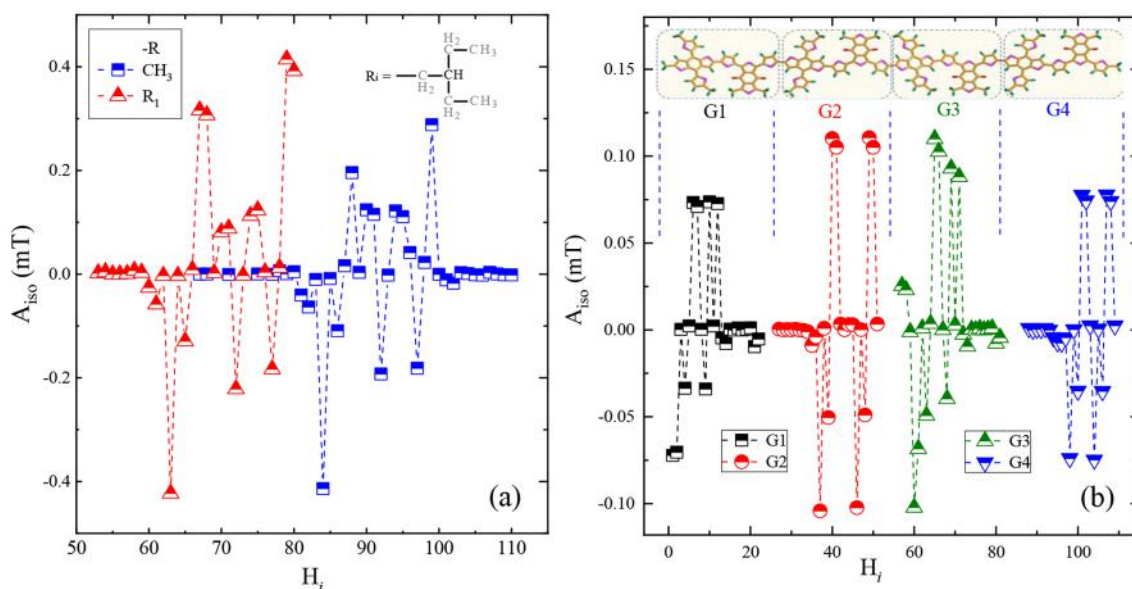 -R
CH3
R1
R1 =
H2
C
CH3
CH
C
H2
C
CH3
H2
0.4
0.2
0.0
-0.2
-0.4
Aiso (mT)
50
60
70
80
90
100
110
Hi
(a)
G1
G2
G3
G4
0.15
0.10
0.05
0.00
-0.05
-0.10
Aiso (mT)
G1
G2
G3
G4
0
20
40
60
80
100
Hi
(b)